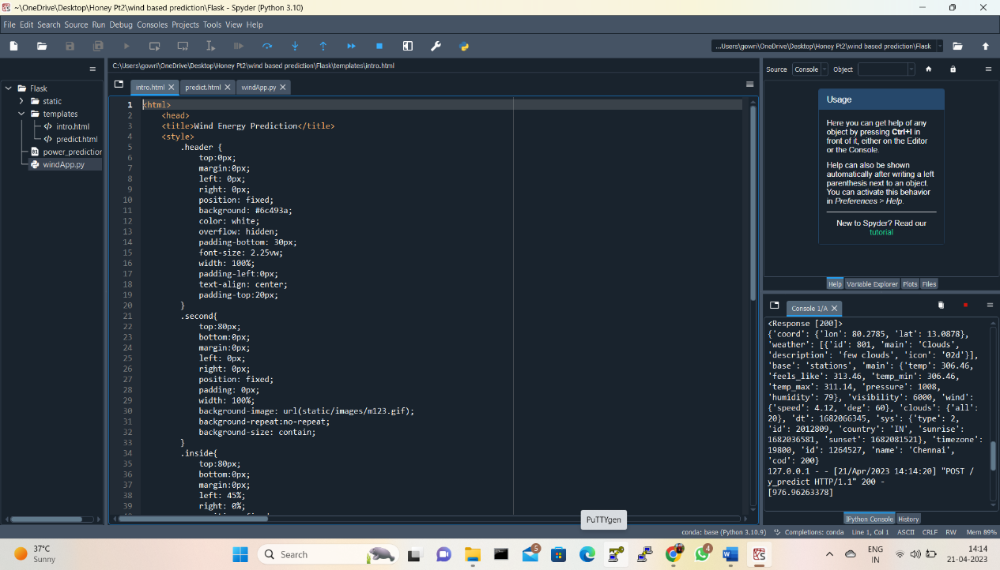 ~\OneDrive\Desktop\Honey Pt2\wind based prediction\Flask - Spyder (Python 3.10)
File Edit Search Source Run Debug Consoles Projects Tools View Help
...Users\gowri\OneDrive\Desktop\Honey Pt2\wind based prediction\Flask
C:\Users\gowri\OneDrive\Desktop\Honey Pt2\wind based prediction\Flask\templates\intro.html
Flask
static
templates
intro.html
predict.html
power_prediction
windApp.py
intro.html predict.html windApp.py
1 <html>
2 <head>
3 <title>Wind Energy Prediction</title>
4 <style>
5 .header {
6 top:0px;
7 margin:0px;
8 left: 0px;
9 right: 0px;
10 position: fixed;
11 background: #6c493a;
12 color: white;
13 overflow: hidden;
14 padding-bottom: 30px;
15 font-size: 2.25vw;
16 width: 100%;
17 padding-left:0px;
18 text-align: center;
19 padding-top:20px;
20 }
21 .second{
22 top:80px;
23 bottom:0px;
24 margin:0px;
25 left: 0px;
26 right: 0px;
27 position: fixed;
28 padding: 0px;
29 width: 100%;
30 background-image: url(static/images/m123.gif);
31 background-repeat:no-repeat;
32 background-size: contain;
33 }
34 .inside{
35 top:80px;
36 bottom:0px;
37 margin:0px;
38 left: 45%;
39 right: 0%;
Source Console Object
Usage
Here you can get help of any
object by pressing Ctrl+I in
front of it, either on the Editor
or the Console.
Help can also be shown
automatically after writing a left
parenthesis next to an object.
You can activate this behavior
in Preferences > Help.
New to Spyder? Read our
tutorial
Help Variable Explorer Plots Files
Console 1/A
<Response [200]>
{'coord': {'lon': 80.2785, 'lat': 13.0878},
'weather': [{'id': 801, 'main': 'Clouds',
'description': 'few clouds', 'icon': '02d'}],
'base': 'stations', 'main': {'temp': 306.46,
'feels_like': 313.46, 'temp_min': 306.46,
'temp_max': 311.14, 'pressure': 1008,
'humidity': 79}, 'visibility': 6000, 'wind':
{'speed': 4.12, 'deg': 60}, 'clouds': {'all':
20}, 'dt': 1682066345, 'sys': {'type': 2,
'id': 2012809, 'country': 'IN', 'sunrise':
1682036581, 'sunset': 1682081521}, 'timezone':
19800, 'id': 1264527, 'name': 'Chennai',
'cod': 200}
127.0.0.1 - - [21/Apr/2023 14:14:20] "POST /
y_predict HTTP/1.1" 200 -
[976.96263378]
IPython Console History
PuTTYgen
conda: base (Python 3.10.9) Completions: conda Line 1, Col 1 ASCII CRLF RW Mem 89%
37°C
Sunny
Search
5
4
ENG
IN
14:14
21-04-2023